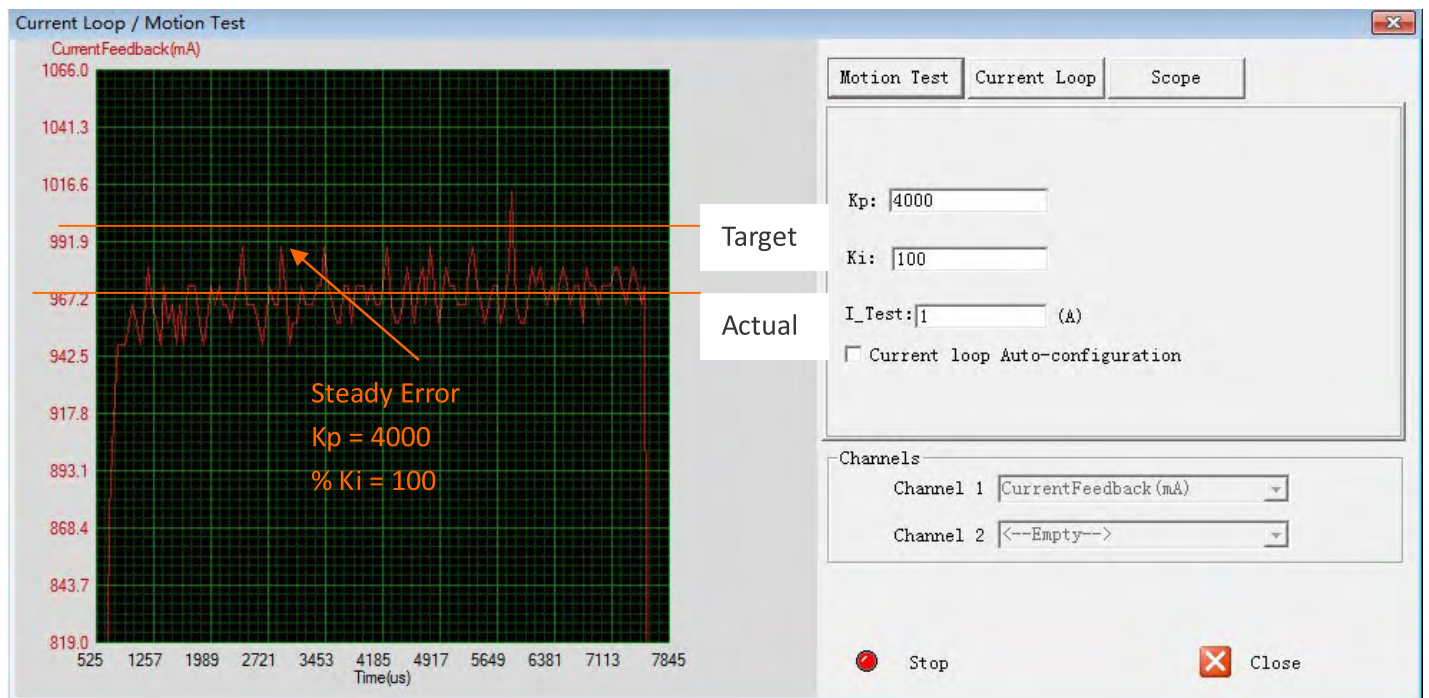 Current Loop / Motion Test
CurrentFeedback(mA)
1066.0
1041.3
1016.6
991.9
967.2
942.5
917.8
893.1
868.4
843.7
819.0
525 1257 1989 2721 3453 4185 4917 5649 6381 7113 7845
Time(us)
Target
Actual
Steady Error
Kp = 4000
% Ki = 100
Motion Test Current Loop Scope
Kp: 4000
Ki: 100
I_Test: 1 (A)
Current loop Auto-configuration
Channels
Channel 1 CurrentFeedback(mA)
Channel 2 <--Empty-->
Stop Close